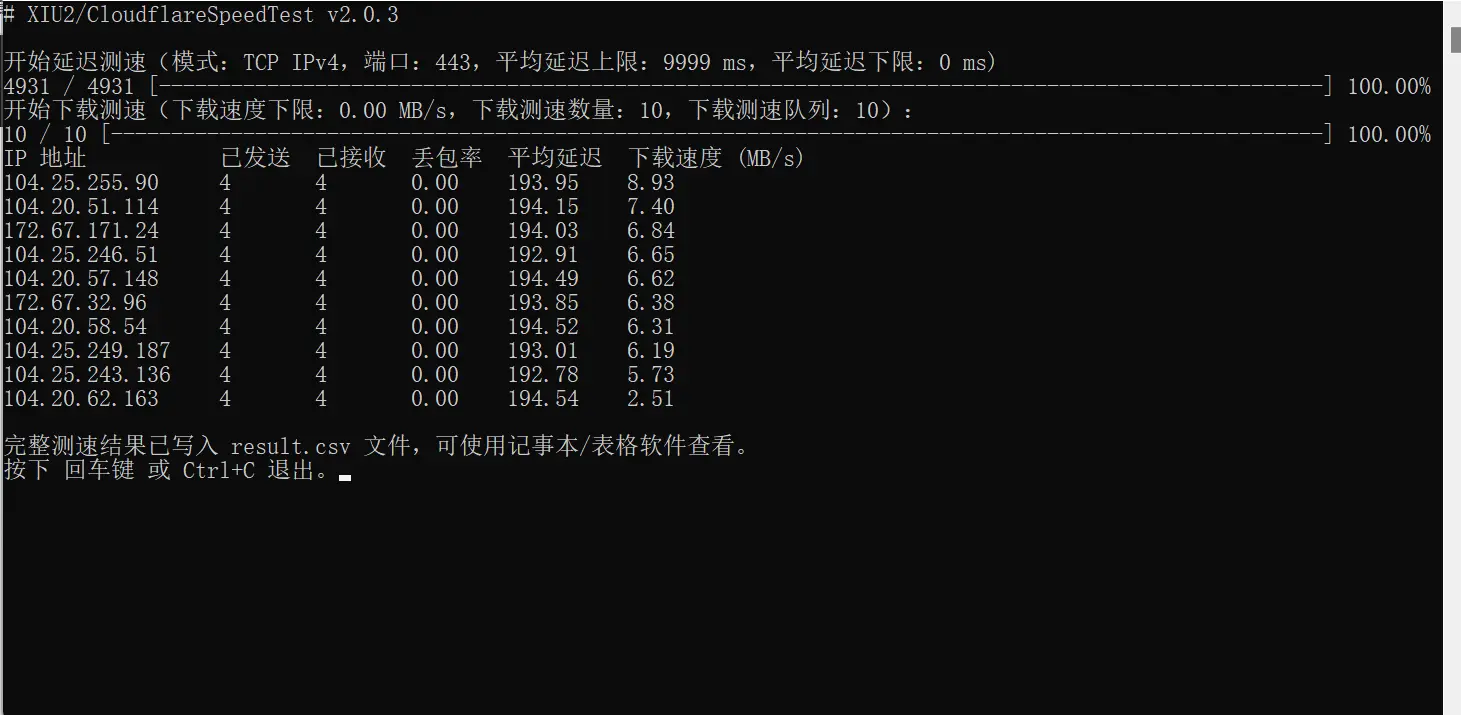 # XIU2/CloudflareSpeedTest v2.0.3
开始延迟测速（模式：TCP IPv4，端口：443，平均延迟上限：9999 ms，平均延迟下限：0 ms)
4931 / 4931 [-----------------------------------------------------------------------------------------------] 100.00%
开始下载测速（下载速度下限：0.00 MB/s，下载测速数量：10，下载测速队列：10）：
10 / 10 [---------------------------------------------------------------------------------------------------] 100.00%
IP 地址 已发送 已接收 丢包率 平均延迟 下载速度 (MB/s)
104.25.255.90 4 4 0.00 193.95 8.93
104.20.51.114 4 4 0.00 194.15 7.40
172.67.171.24 4 4 0.00 194.03 6.84
104.25.246.51 4 4 0.00 192.91 6.65
104.20.57.148 4 4 0.00 194.49 6.62
172.67.32.96 4 4 0.00 193.85 6.38
104.20.58.54 4 4 0.00 194.52 6.31
104.25.249.187 4 4 0.00 193.01 6.19
104.25.243.136 4 4 0.00 192.78 5.73
104.20.62.163 4 4 0.00 194.54 2.51
完整测速结果已写入 result.csv 文件，可使用记事本/表格软件查看。
按下 回车键 或 Ctrl+C 退出。